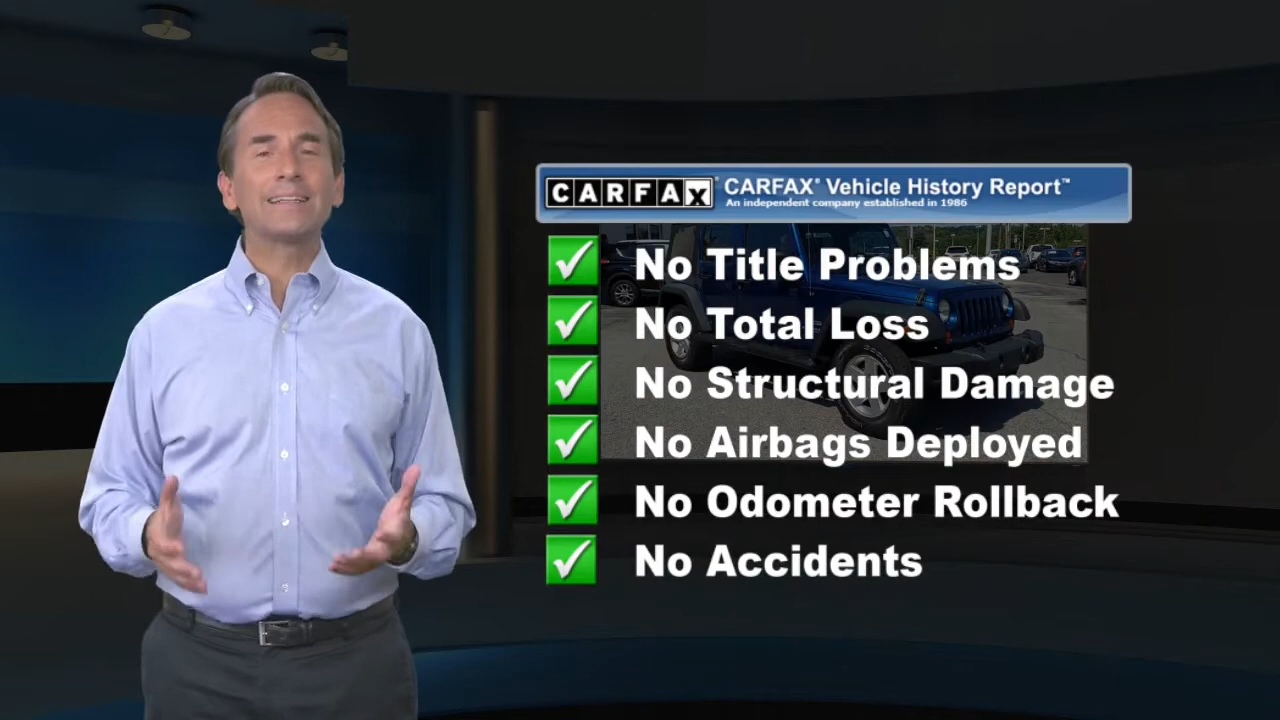 CARFAX® CARFAX® Vehicle History Report™
An independent company established in 1986
No Title Problems
No Total Loss
No Structural Damage
No Airbags Deployed
No Odometer Rollback
No Accidents